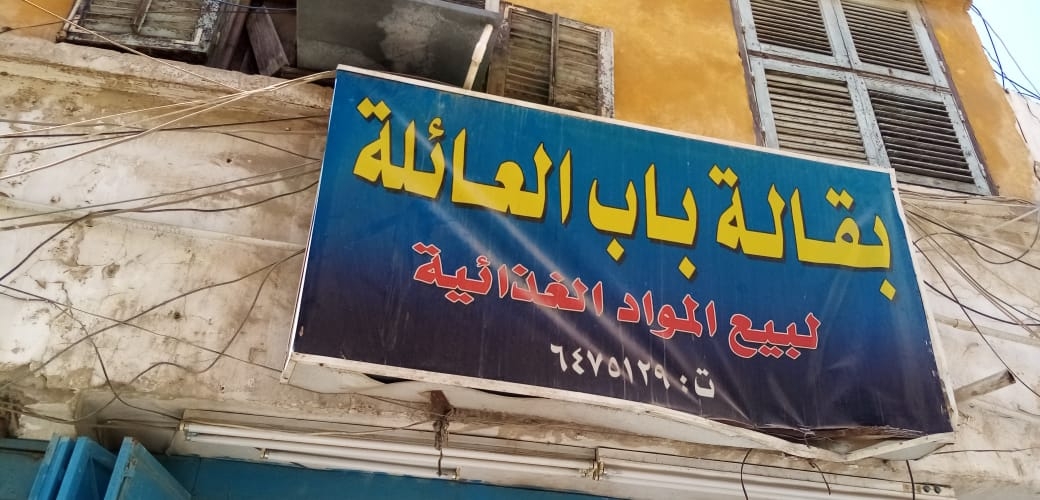 بقالة باب العائلة
لبيع المواد الغذائية
ت : ٦٤٧٥١٢٩